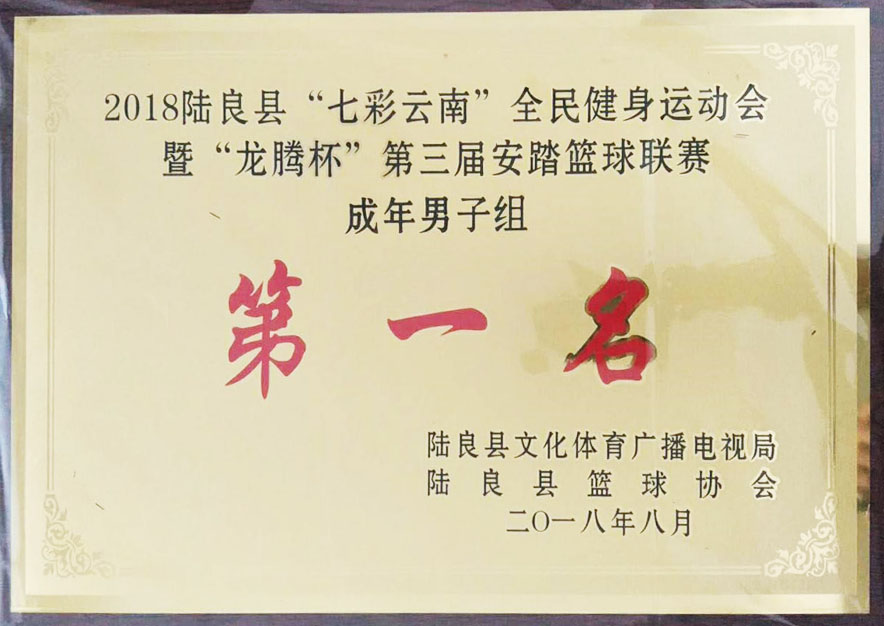 2018陆良县“七彩云南”全民健身运动会
暨“龙腾杯”第三届安踏篮球联赛
成年男子组
第一名
陆良县文化体育广播电视局
陆良县篮球协会
二〇一八年八月